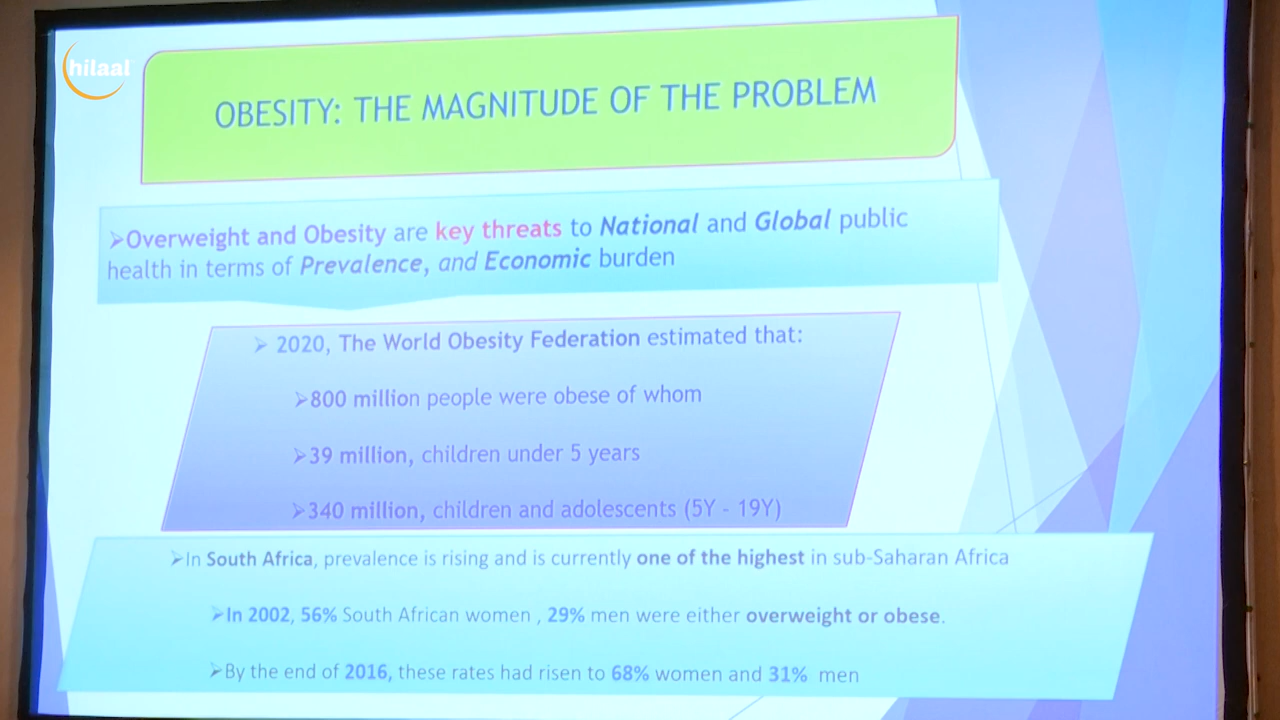 hilaal
OBESITY: THE MAGNITUDE OF THE PROBLEM
➢Overweight and Obesity are key threats to National and Global public
health in terms of Prevalence, and Economic burden
➢ 2020, The World Obesity Federation estimated that:
➢800 million people were obese of whom
➢39 million, children under 5 years
➢340 million, children and adolescents (5Y - 19Y)
➢In South Africa, prevalence is rising and is currently one of the highest in sub-Saharan Africa
➢In 2002, 56% South African women , 29% men were either overweight or obese.
➢By the end of 2016, these rates had risen to 68% women and 31% men